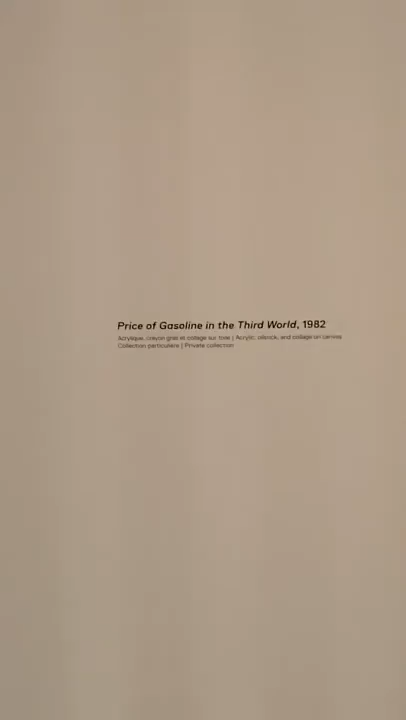 Price of Gasoline in the Third World, 1982
Acrylique, crayon gras et collage sur toile | Acrylic, oilstick, and collage on canvas
Collection particulière | Private collection